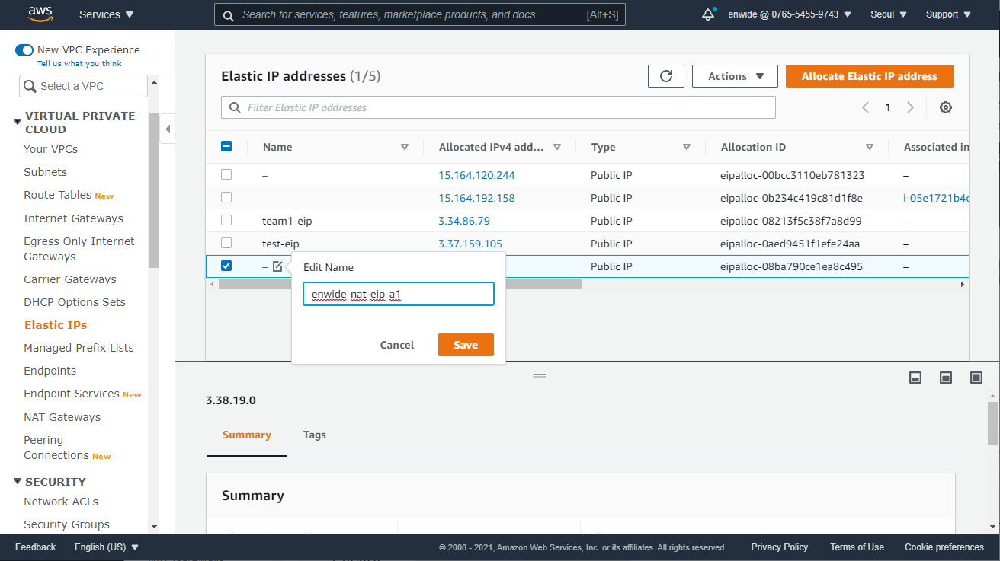 aws Services ▼ Search for services, features, marketplace products, and docs [Alt+S] enwide @ 0765-5455-9743 ▼ Seoul ▼ Support ▼
New VPC Experience
Tell us what you think
Select a VPC
VIRTUAL PRIVATE
CLOUD
Your VPCs
Subnets
Route Tables New
Internet Gateways
Egress Only Internet
Gateways
Carrier Gateways
DHCP Options Sets
Elastic IPs
Managed Prefix Lists
Endpoints
Endpoint Services New
NAT Gateways
Peering
Connections New
SECURITY
Network ACLs
Security Groups
Elastic IP addresses (1/5)
Actions ▼ Allocate Elastic IP address
Filter Elastic IP addresses
1
Name Allocated IPv4 add... Type Allocation ID Associated in
– 15.164.120.244 Public IP eipalloc-00bcc3110eb781323 –
– 15.164.192.158 Public IP eipalloc-0b234c419c81d1f8e i-05e1721b4c
team1-eip 3.34.86.79 Public IP eipalloc-08213f5c38f7a8d99 –
test-eip 3.37.159.105 Public IP eipalloc-0aed9451f1efe24aa –
– Public IP eipalloc-08ba790ce1ea8c495 –
Edit Name
enwide-nat-eip-a1
Cancel Save
3.38.19.0
Summary Tags
Summary
Feedback English (US) ▼ © 2008 - 2021, Amazon Web Services, Inc. or its affiliates. All rights reserved. Privacy Policy Terms of Use Cookie preferences